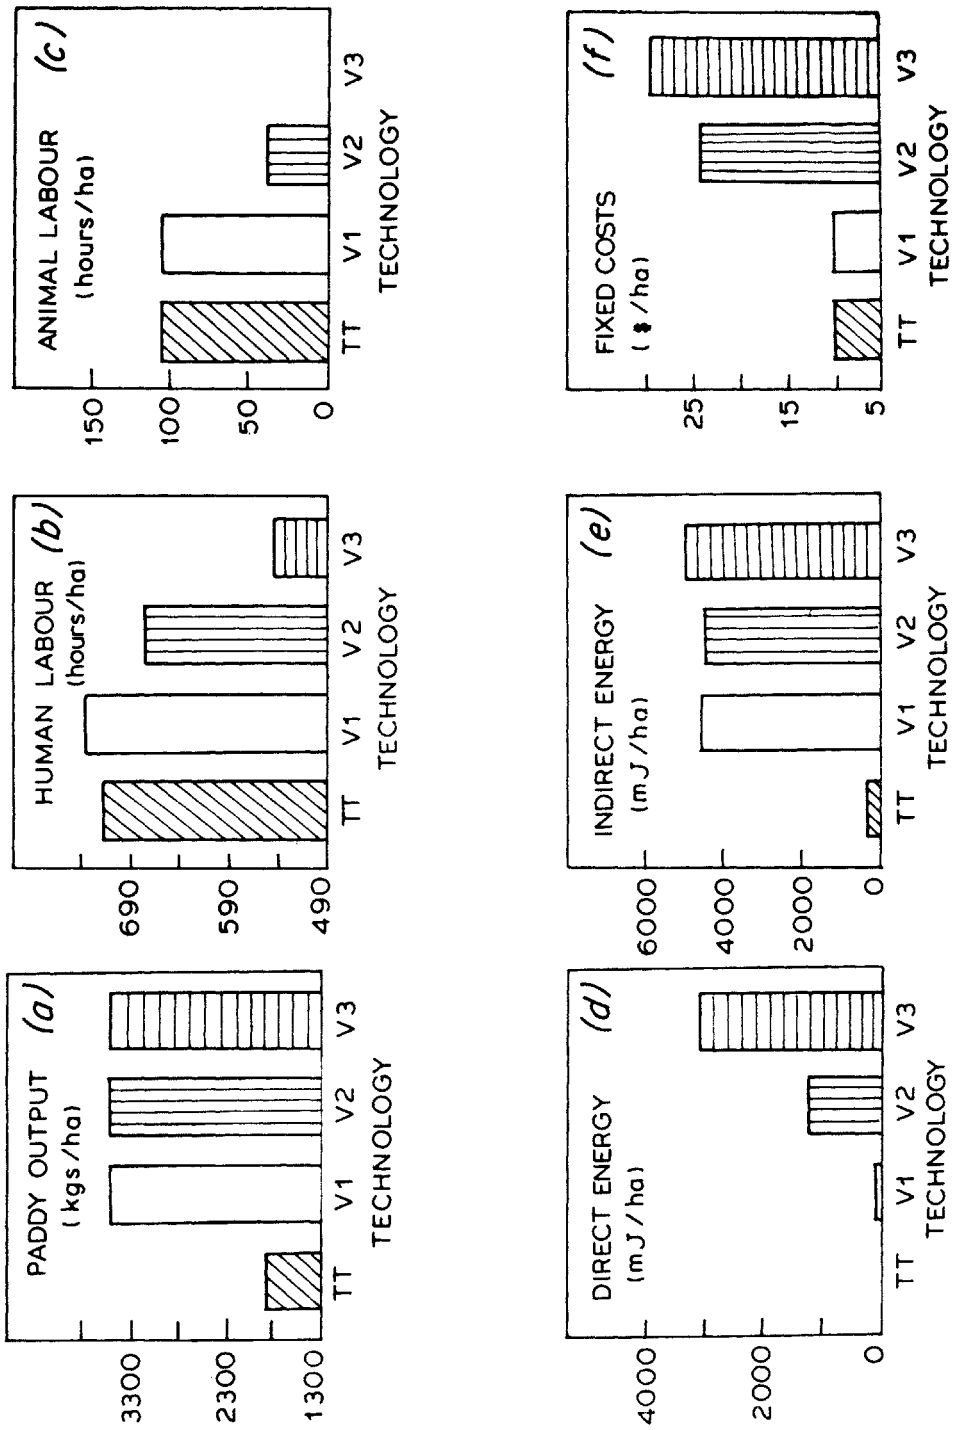 PADDY OUTPUT (a)
(kgs/ha)
3300
2300
1300
TT V1 V2 V3
TECHNOLOGY
HUMAN LABOUR (b)
(hours/ha)
690
590
490
TT V1 V2 V3
TECHNOLOGY
ANIMAL LABOUR (c)
(hours/ha)
150
100
50
0
TT V1 V2 V3
TECHNOLOGY
DIRECT ENERGY (d)
(mJ/ha)
4000
2000
0
TT V1 V2 V3
TECHNOLOGY
INDIRECT ENERGY (e)
(mJ/ha)
6000
4000
2000
0
TT V1 V2 V3
TECHNOLOGY
FIXED COSTS (f)
($/ha)
25
15
5
TT V1 V2 V3
TECHNOLOGY